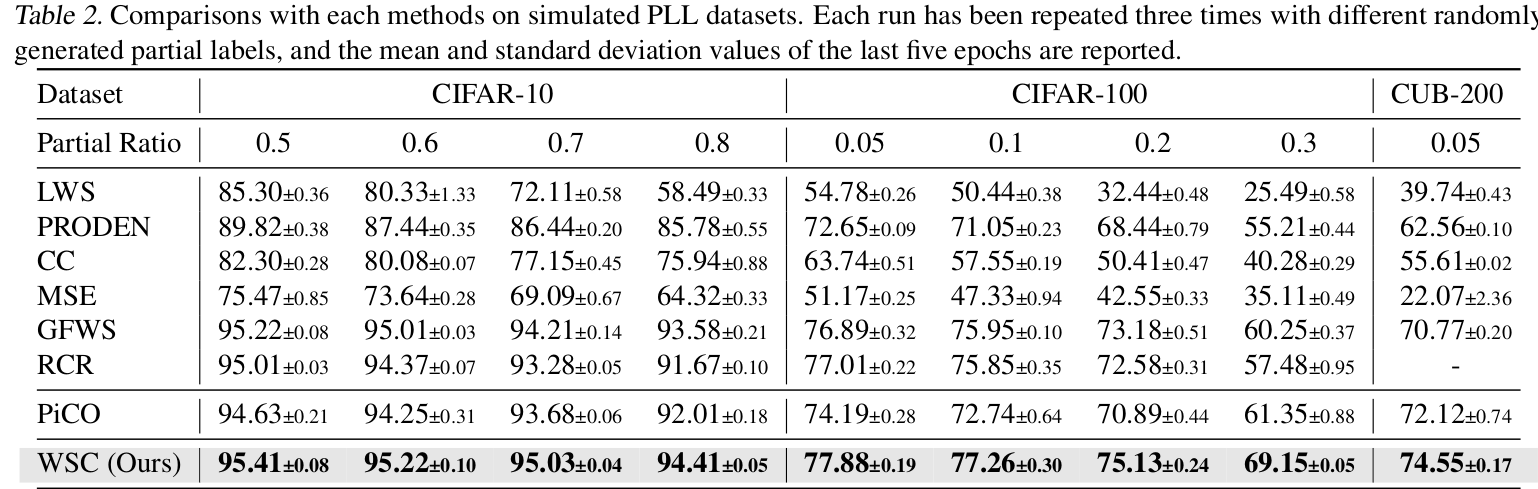 Table 2. Comparisons with each methods on simulated PLL datasets. Each run has been repeated three times with different randomly
generated partial labels, and the mean and standard deviation values of the last five epochs are reported.
Dataset CIFAR-10 CIFAR-100 CUB-200
Partial Ratio 0.5 0.6 0.7 0.8 0.05 0.1 0.2 0.3 0.05
LWS 85.30±0.36 80.33±1.33 72.11±0.58 58.49±0.33 54.78±0.26 50.44±0.38 32.44±0.48 25.49±0.58 39.74±0.43
PRODEN 89.82±0.38 87.44±0.35 86.44±0.20 85.78±0.55 72.65±0.09 71.05±0.23 68.44±0.79 55.21±0.44 62.56±0.10
CC 82.30±0.28 80.08±0.07 77.15±0.45 75.94±0.88 63.74±0.51 57.55±0.19 50.41±0.47 40.28±0.29 55.61±0.02
MSE 75.47±0.85 73.64±0.28 69.09±0.67 64.32±0.33 51.17±0.25 47.33±0.94 42.55±0.33 35.11±0.49 22.07±2.36
GFWS 95.22±0.08 95.01±0.03 94.21±0.14 93.58±0.21 76.89±0.32 75.95±0.10 73.18±0.51 60.25±0.37 70.77±0.20
RCR 95.01±0.03 94.37±0.07 93.28±0.05 91.67±0.10 77.01±0.22 75.85±0.35 72.58±0.31 57.48±0.95 -
PiCO 94.63±0.21 94.25±0.31 93.68±0.06 92.01±0.18 74.19±0.28 72.74±0.64 70.89±0.44 61.35±0.88 72.12±0.74
WSC (Ours) 95.41±0.08 95.22±0.10 95.03±0.04 94.41±0.05 77.88±0.19 77.26±0.30 75.13±0.24 69.15±0.05 74.55±0.17